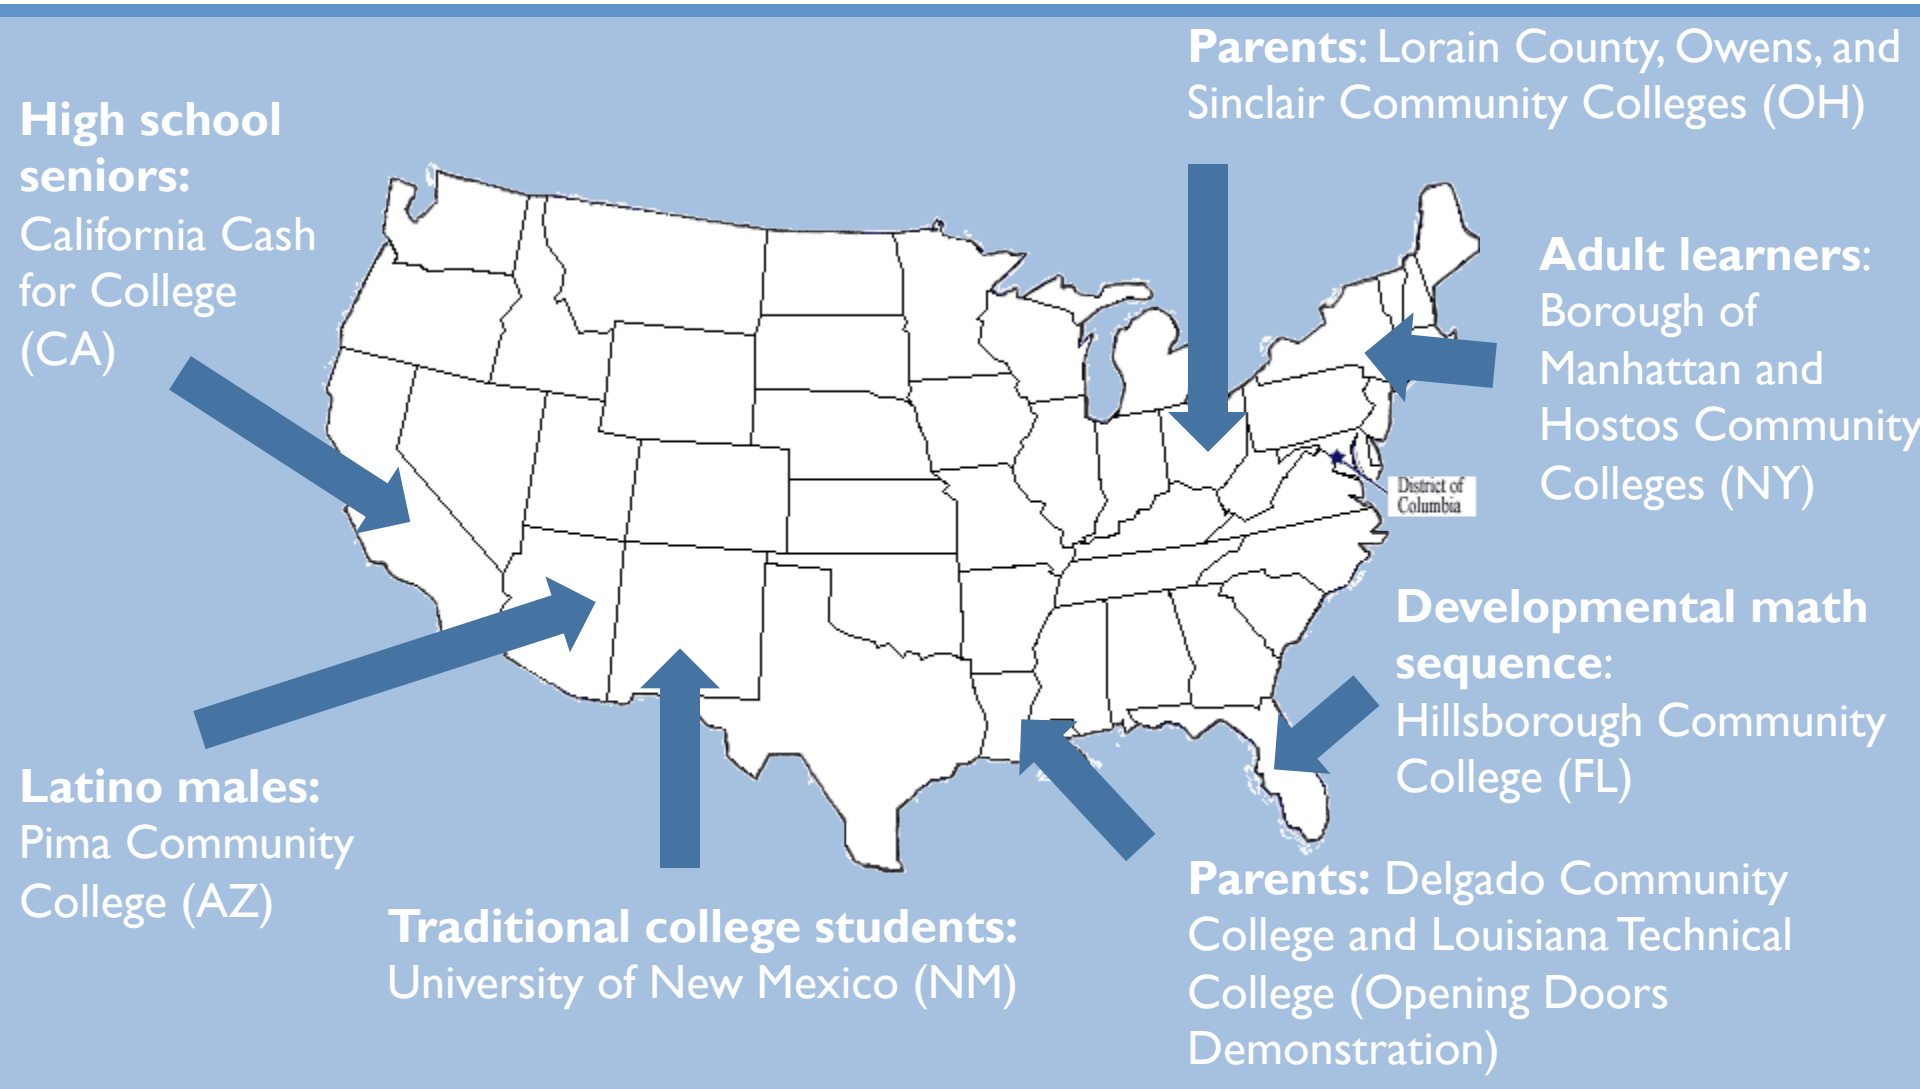 Parents: Lorain County, Owens, and
Sinclair Community Colleges (OH)
High school
seniors:
California Cash
for College
(CA)
Adult learners:
Borough of
Manhattan and
Hostos Community
Colleges (NY)
District of
Columbia
Developmental math
sequence:
Hillsborough Community
College (FL)
Latino males:
Pima Community
College (AZ)
Traditional college students:
University of New Mexico (NM)
Parents: Delgado Community
College and Louisiana Technical
College (Opening Doors
Demonstration)